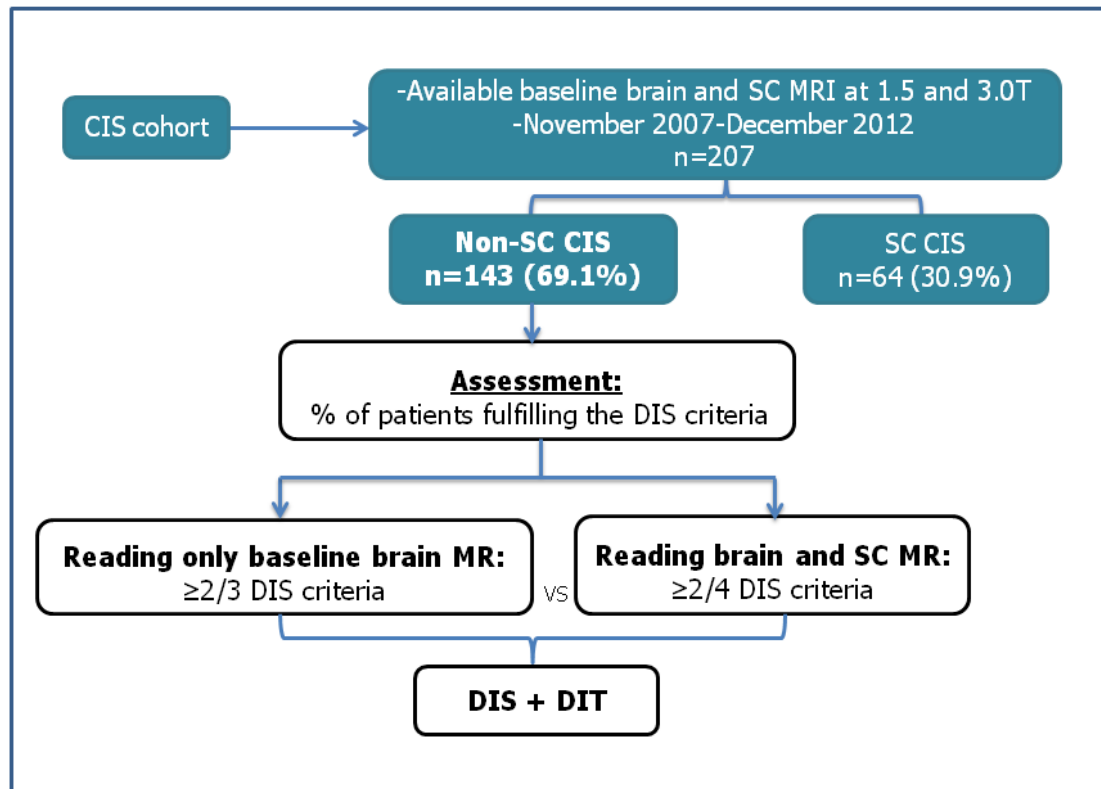 CIS cohort
-Available baseline brain and SC MRI at 1.5 and 3.0T
-November 2007-December 2012
n=207
Non-SC CIS
n=143 (69.1%)
SC CIS
n=64 (30.9%)
Assessment:
% of patients fulfilling the DIS criteria
Reading only baseline brain MR:
≥2/3 DIS criteria
vs
Reading brain and SC MR:
≥2/4 DIS criteria
DIS + DIT